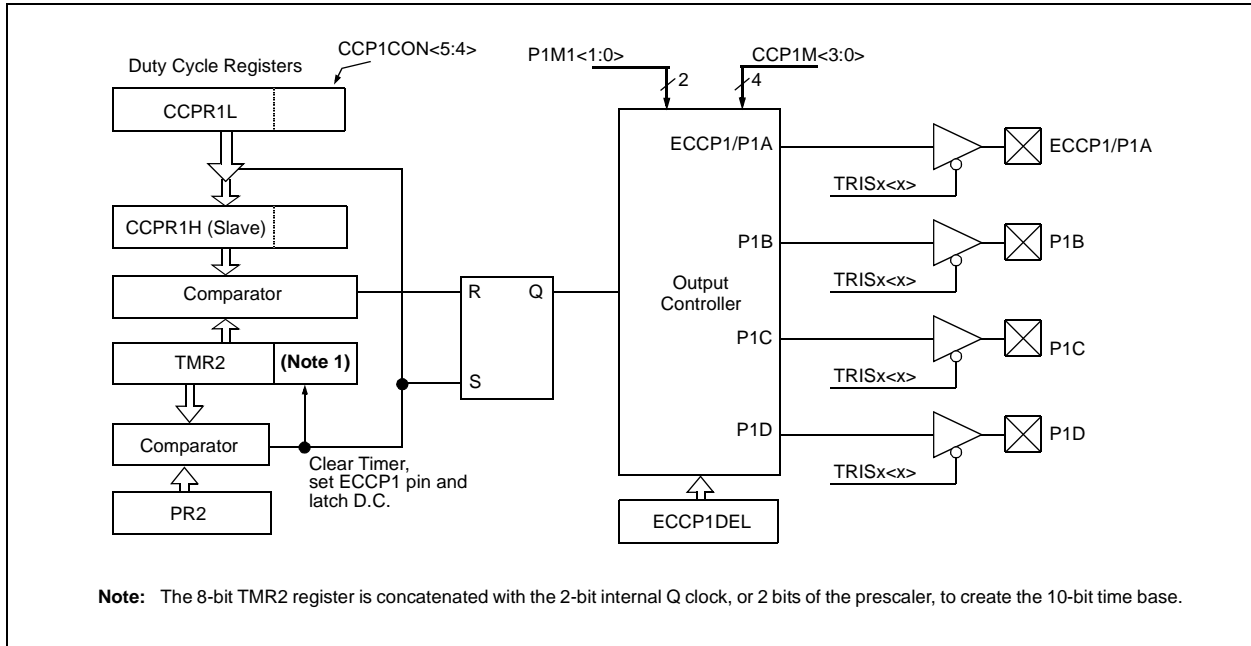 CCP1CON<5:4>
Duty Cycle Registers
CCPR1L
CCPR1H (Slave)
Comparator
TMR2
(Note 1)
Comparator
PR2
Clear Timer,
set ECCP1 pin and
latch D.C.
R
Q
S
P1M1<1:0>
2
CCP1M<3:0>
4
ECCP1/P1A
P1B
Output
Controller
P1C
P1D
ECCP1DEL
TRISx<x>
ECCP1/P1A
TRISx<x>
P1B
TRISx<x>
P1C
TRISx<x>
P1D
Note: The 8-bit TMR2 register is concatenated with the 2-bit internal Q clock, or 2 bits of the prescaler, to create the 10-bit time base.